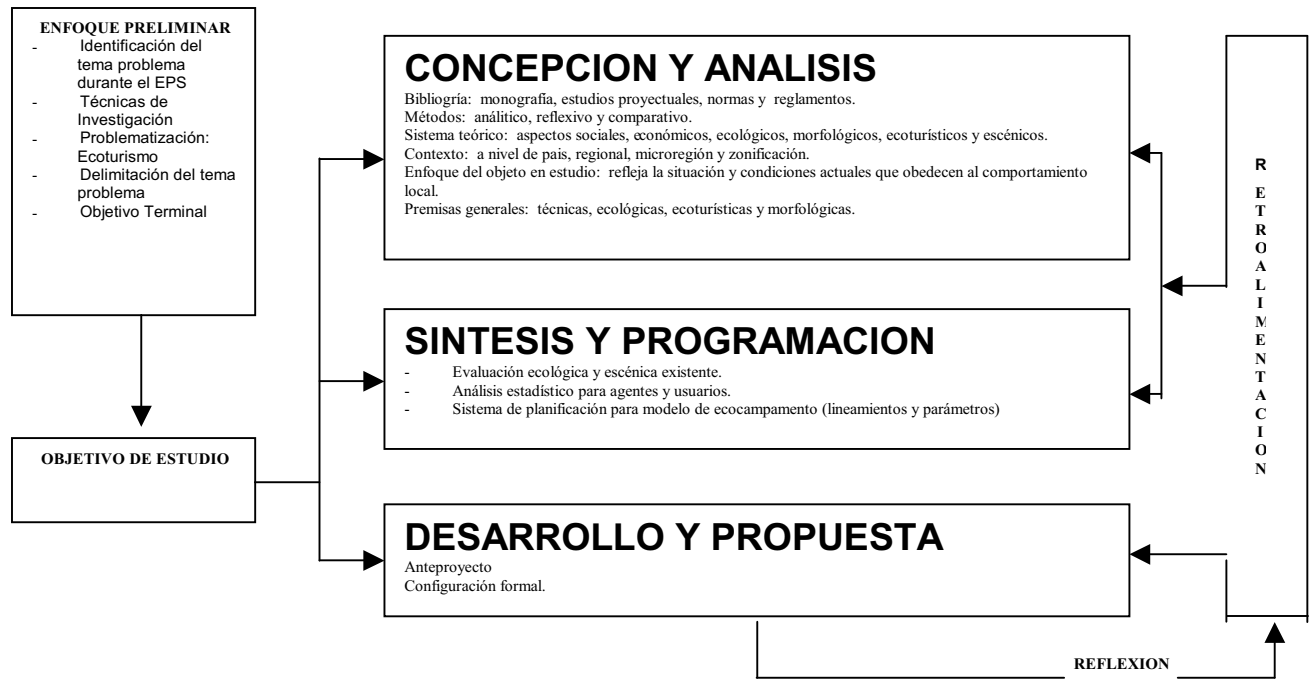 ENFOQUE PRELIMINAR
- Identificación del
tema problema
durante el EPS
- Técnicas de
Investigación
- Problematización:
Ecoturismo
- Delimitación del tema
problema
- Objetivo Terminal
OBJETIVO DE ESTUDIO
CONCEPCION Y ANALISIS
Bibliogría: monografía, estudios proyectuales, normas y reglamentos.
Métodos: análitico, reflexivo y comparativo.
Sistema teórico: aspectos sociales, económicos, ecológicos, morfológicos, ecoturísticos y escénicos.
Contexto: a nivel de pais, regional, microregión y zonificación.
Enfoque del objeto en estudio: refleja la situación y condiciones actuales que obedecen al comportamiento
local.
Premisas generales: técnicas, ecológicas, ecoturísticas y morfológicas.
SINTESIS Y PROGRAMACION
- Evaluación ecológica y escénica existente.
- Análisis estadístico para agentes y usuarios.
- Sistema de planificación para modelo de ecocampamento (lineamientos y parámetros)
DESARROLLO Y PROPUESTA
Anteproyecto
Configuración formal.
RETROALIMENTACION
REFLEXION